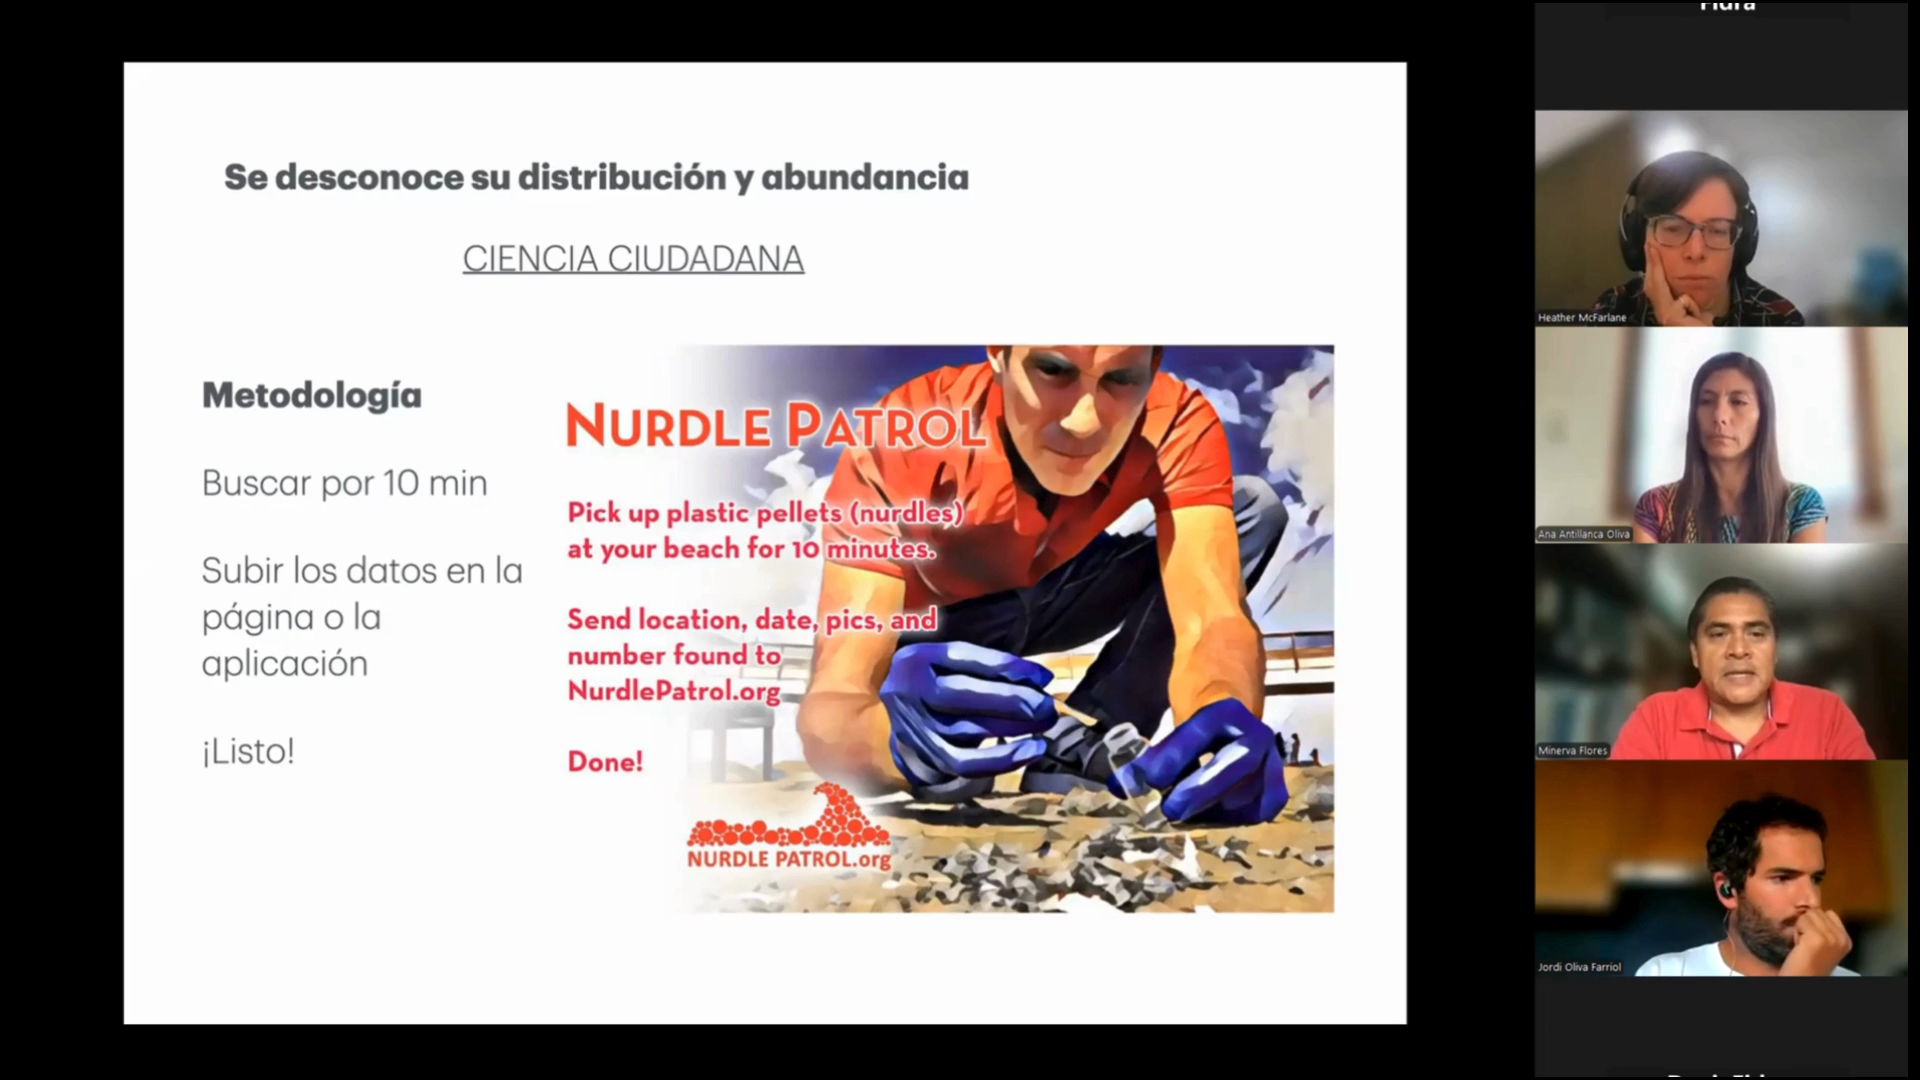 Se desconoce su distribución y abundancia
CIENCIA CIUDADANA
Metodología
Buscar por 10 min
Subir los datos en la
página o la
aplicación
¡Listo!
NURDLE PATROL
Pick up plastic pellets (nurdles)
at your beach for 10 minutes.
Send location, date, pics, and
number found to
NurdlePatrol.org
Done!
NURDLE PATROL.org
Heather McFarlane
Ana Antillanca Oliva
Minerva Flores
Jordi Oliva Farriol